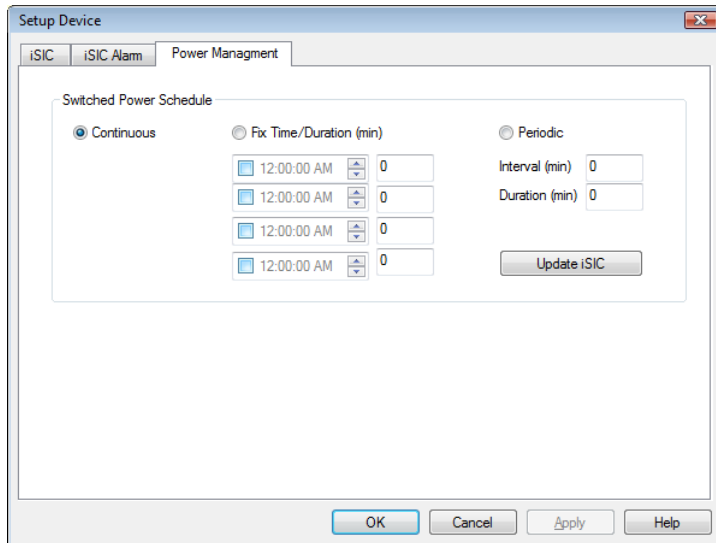 Setup Device
iSIC iSIC Alarm Power Managment
Switched Power Schedule
Continuous Fix Time/Duration (min) Periodic
12:00:00 AM 0 Interval (min) 0
12:00:00 AM 0 Duration (min) 0
12:00:00 AM 0
12:00:00 AM 0 Update iSIC
OK Cancel Apply Help